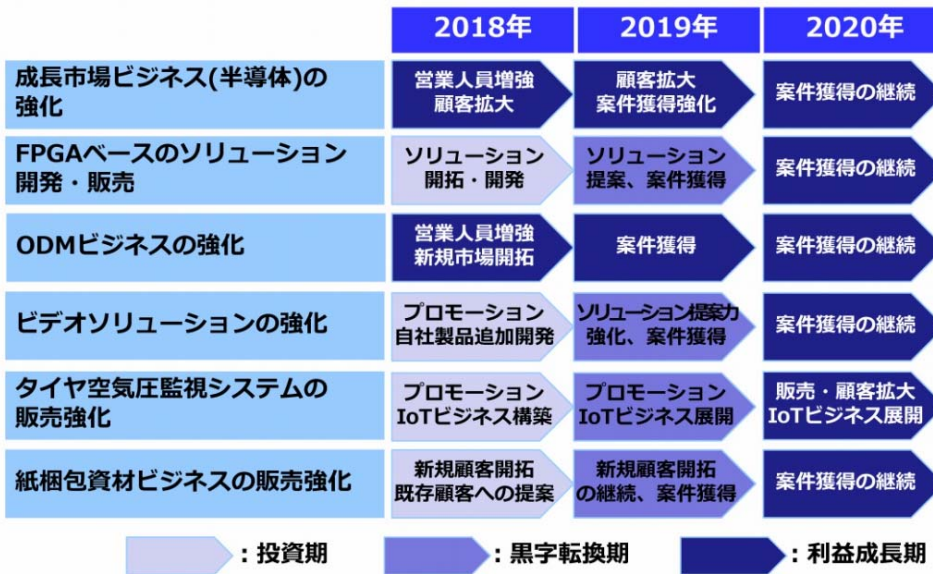 2018年 2019年 2020年
成長市場ビジネス(半導体)の
強化
営業人員増強
顧客拡大
顧客拡大
案件獲得強化
案件獲得の継続
FPGAベースのソリューション
開発・販売
ソリューション
開拓・開発
ソリューション
提案、案件獲得
案件獲得の継続
ODMビジネスの強化
営業人員増強
新規市場開拓
案件獲得
案件獲得の継続
ビデオソリューションの強化
プロモーション
自社製品追加開発
ソリューション提案力
強化、案件獲得
案件獲得の継続
タイヤ空気圧監視システムの
販売強化
プロモーション
IoTビジネス構築
プロモーション
IoTビジネス展開
販売・顧客拡大
IoTビジネス展開
紙梱包資材ビジネスの販売強化
新規顧客開拓
既存顧客への提案
新規顧客開拓
の継続、案件獲得
案件獲得の継続
：投資期 ：黒字転換期 ：利益成長期